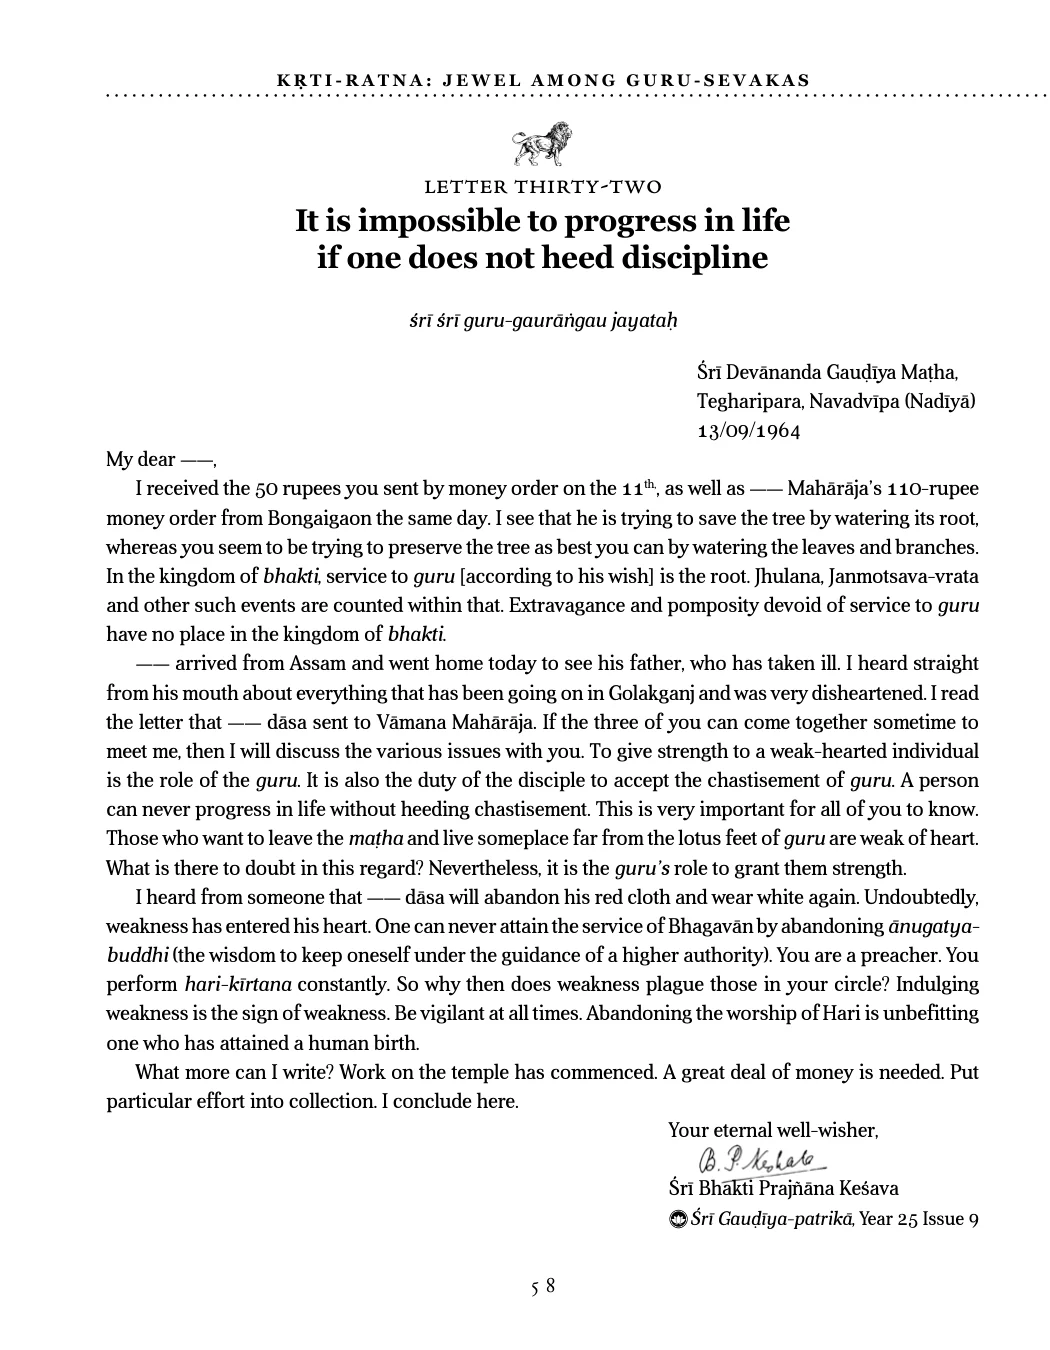 KṚTI-RATNA: JEWEL AMONG GURU-SEVAKAS
LETTER THIRTY-TWO
It is impossible to progress in life
if one does not heed discipline
śrī śrī guru-gaurāṅgau jayataḥ
Śrī Devānanda Gauḍīya Maṭha,
Tegharipara, Navadvīpa (Nadīyā)
13/09/1964
My dear ——,
I received the 50 rupees you sent by money order on the 11th, as well as —— Mahārāja’s 110-rupee
money order from Bongaigaon the same day. I see that he is trying to save the tree by watering its root,
whereas you seem to be trying to preserve the tree as best you can by watering the leaves and branches.
In the kingdom of bhakti, service to guru [according to his wish] is the root. Jhulana, Janmotsava-vrata
and other such events are counted within that. Extravagance and pomposity devoid of service to guru
have no place in the kingdom of bhakti.
—— arrived from Assam and went home today to see his father, who has taken ill. I heard straight
from his mouth about everything that has been going on in Golakganj and was very disheartened. I read
the letter that —— dāsa sent to Vāmana Mahārāja. If the three of you can come together sometime to
meet me, then I will discuss the various issues with you. To give strength to a weak-hearted individual
is the role of the guru. It is also the duty of the disciple to accept the chastisement of guru. A person
can never progress in life without heeding chastisement. This is very important for all of you to know.
Those who want to leave the maṭha and live someplace far from the lotus feet of guru are weak of heart.
What is there to doubt in this regard? Nevertheless, it is the guru’s role to grant them strength.
I heard from someone that —— dāsa will abandon his red cloth and wear white again. Undoubtedly,
weakness has entered his heart. One can never attain the service of Bhagavān by abandoning ānugatya-
buddhi (the wisdom to keep oneself under the guidance of a higher authority). You are a preacher. You
perform hari-kīrtana constantly. So why then does weakness plague those in your circle? Indulging
weakness is the sign of weakness. Be vigilant at all times. Abandoning the worship of Hari is unbefitting
one who has attained a human birth.
What more can I write? Work on the temple has commenced. A great deal of money is needed. Put
particular effort into collection. I conclude here.
Your eternal well-wisher,
B. P. Keshab
Śrī Bhakti Prajñāna Keśava
Śrī Gauḍīya-patrikā, Year 25 Issue 9
58